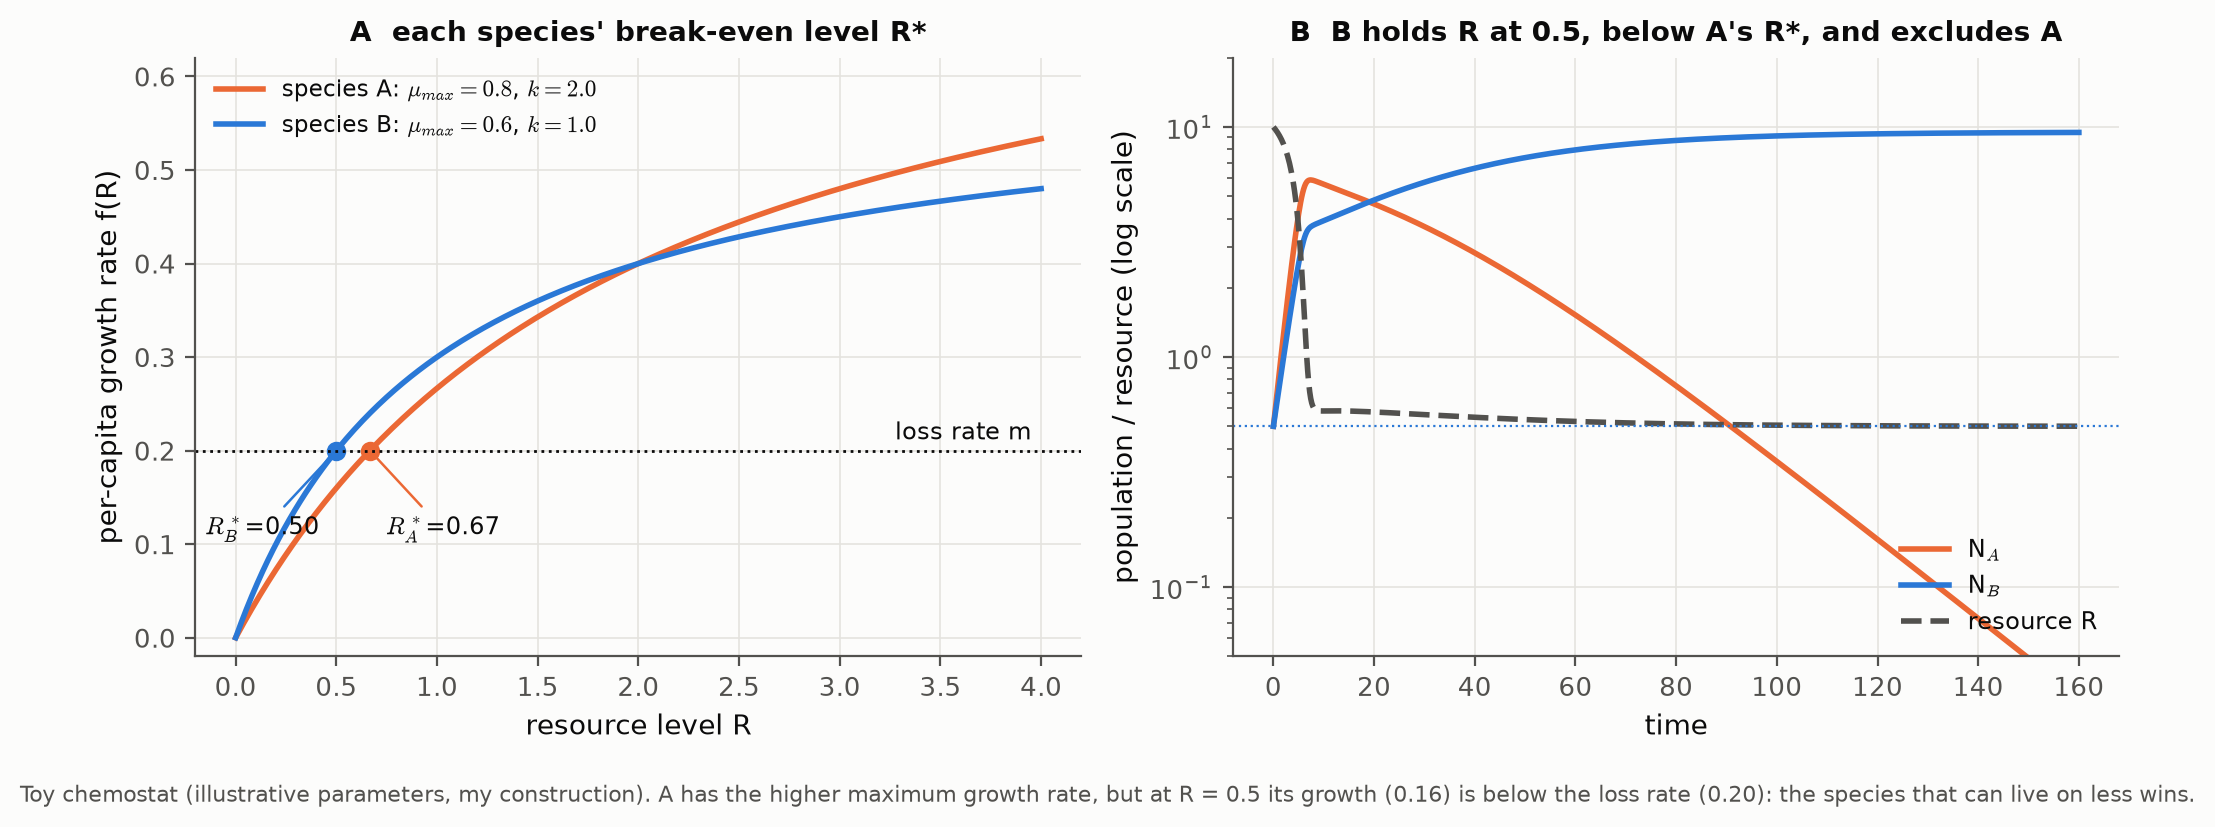 A  each species' break-even level R*
species A: μmax = 0.8, k = 2.0
species B: μmax = 0.6, k = 1.0
per-capita growth rate f(R)
0.6
0.5
0.4
0.3
0.2
0.1
0.0
loss rate m
R*B=0.50
R*A=0.67
0.0 0.5 1.0 1.5 2.0 2.5 3.0 3.5 4.0
resource level R
B  B holds R at 0.5, below A's R*, and excludes A
population / resource (log scale)
10¹
10⁰
10⁻¹
N_A
N_B
resource R
0 20 40 60 80 100 120 140 160
time
Toy chemostat (illustrative parameters, my construction). A has the higher maximum growth rate, but at R = 0.5 its growth (0.16) is below the loss rate (0.20): the species that can live on less wins.